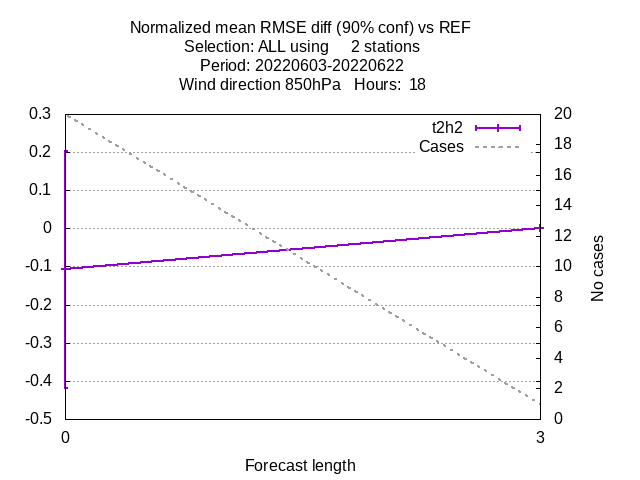 Normalized mean RMSE diff (90% conf) vs REF
Selection: ALL using     2 stations
Period: 20220603-20220622
Wind direction 850hPa   Hours:  18
0.3
0.2
0.1
0
-0.1
-0.2
-0.3
-0.4
-0.5
t2h2
Cases
20
18
16
14
12
10
8
6
4
2
0
No cases
0
3
Forecast length